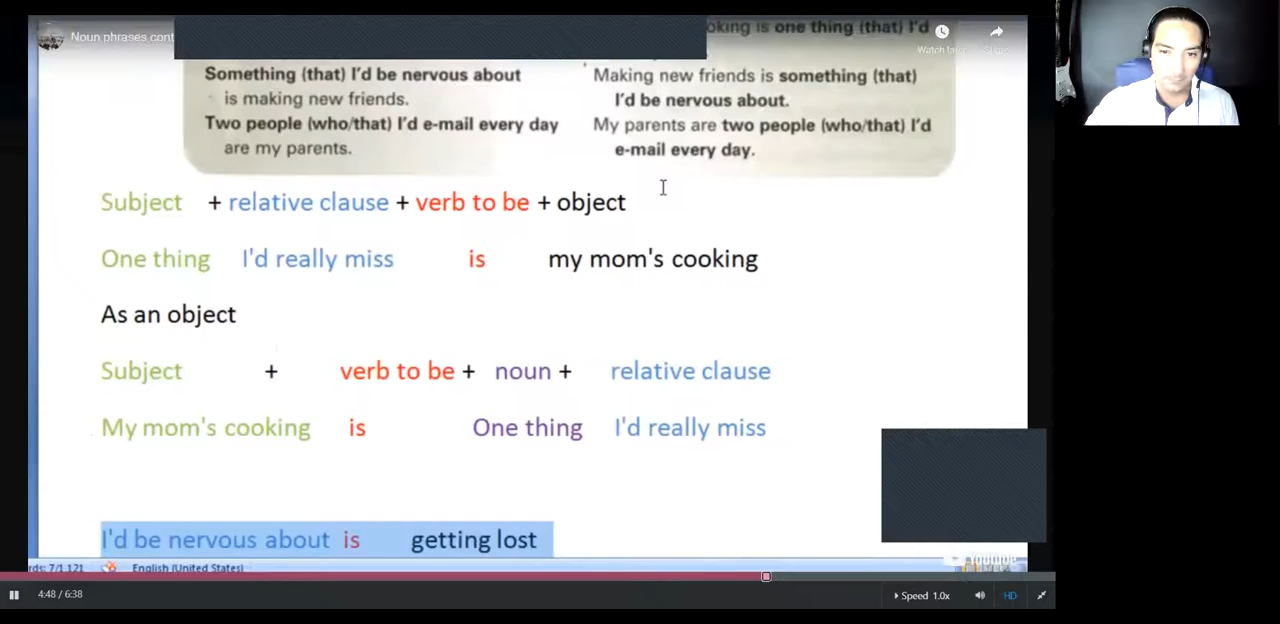 Noun phrases cont
oking is one thing (that) I'd
Watch later
Share
Something (that) I'd be nervous about
is making new friends.
Two people (who/that) I'd e-mail every day
are my parents.
Making new friends is something (that)
I'd be nervous about.
My parents are two people (who/that) I'd
e-mail every day.
Subject + relative clause + verb to be + object
One thing I'd really miss is my mom's cooking
As an object
Subject + verb to be + noun + relative clause
My mom's cooking is One thing I'd really miss
I'd be nervous about is getting lost
rds: 7/1.121 English (United States)
YouTube
4:48 / 6:38
Speed 1.0x
HD